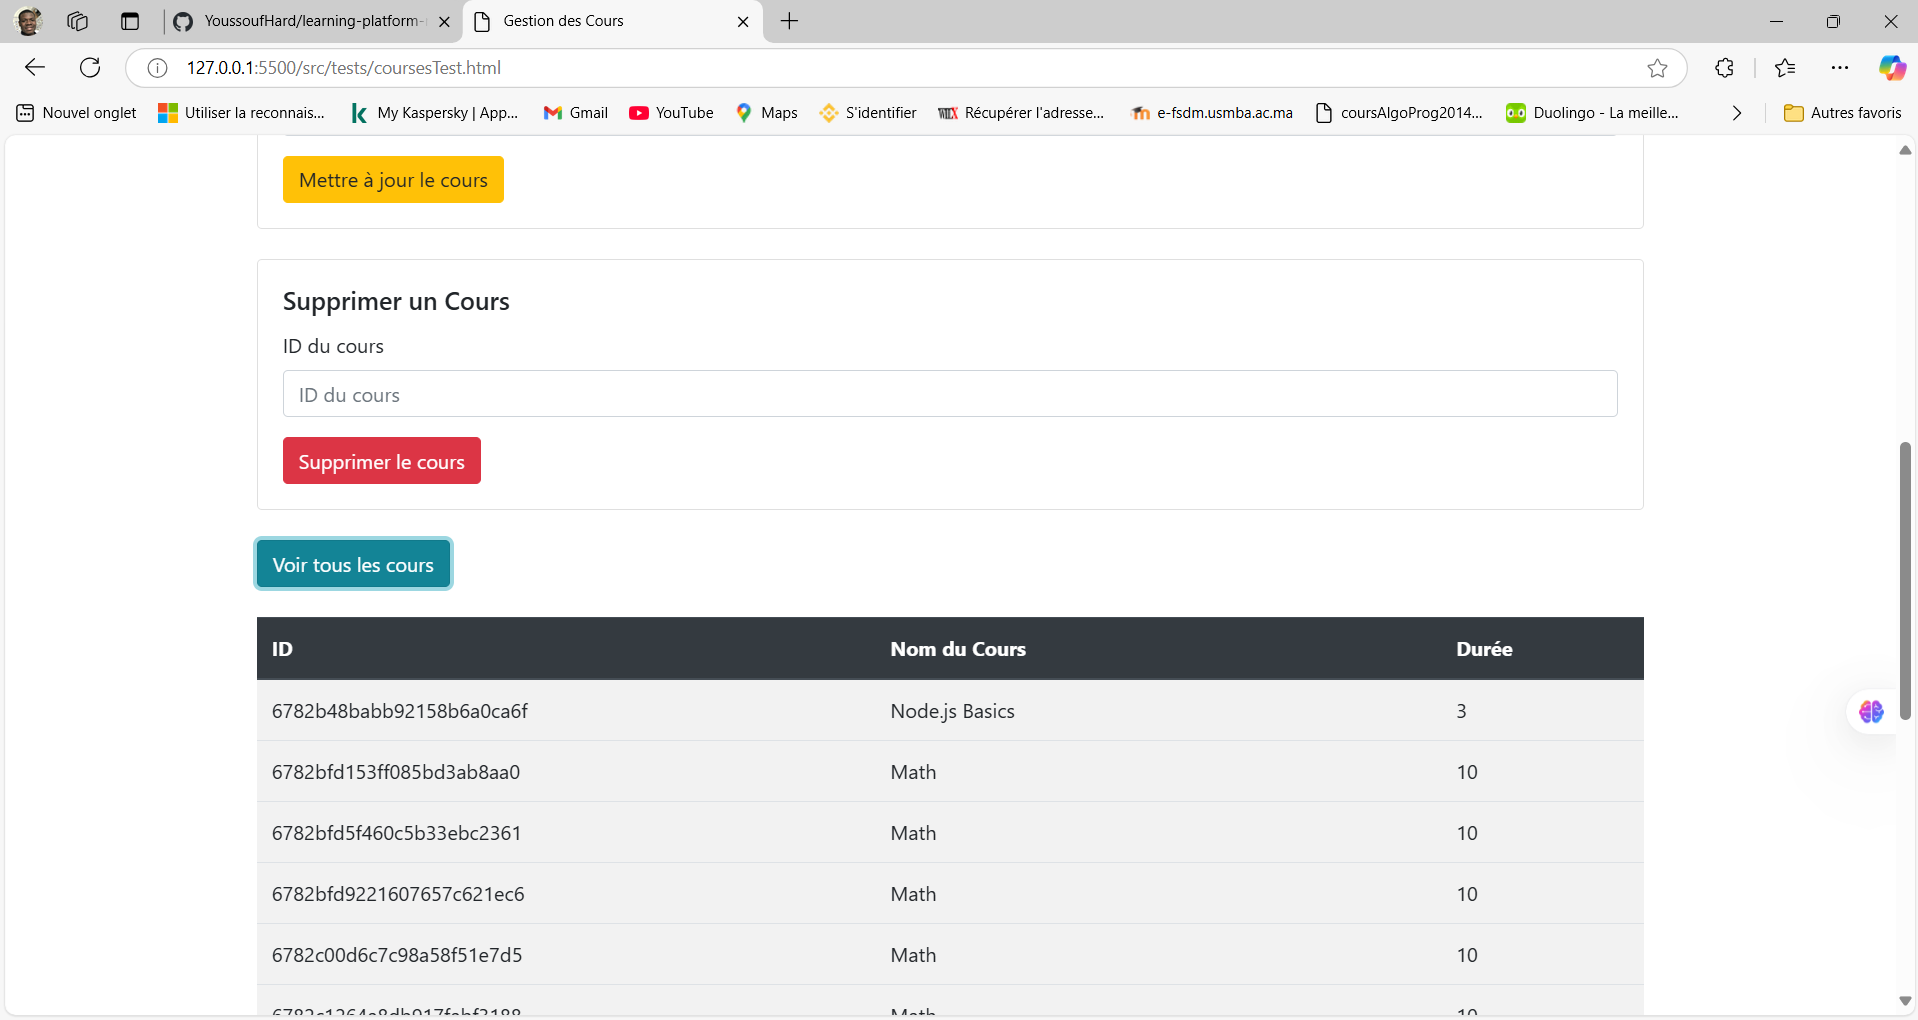 YoussoufHard/learning-platform-
Gestion des Cours
127.0.0.1:5500/src/tests/coursesTest.html
Nouvel onglet
Utiliser la reconnais...
My Kaspersky | App...
Gmail
YouTube
Maps
S'identifier
Récupérer l'adresse...
e-fsdm.usmba.ac.ma
coursAlgoProg2014...
Duolingo - La meille...
Autres favoris
Mettre à jour le cours
Supprimer un Cours
ID du cours
ID du cours
Supprimer le cours
Voir tous les cours
ID Nom du Cours Durée
6782b48babb92158b6a0ca6f Node.js Basics 3
6782bfd153ff085bd3ab8aa0 Math 10
6782bfd5f460c5b33ebc2361 Math 10
6782bfd9221607657c621ec6 Math 10
6782c00d6c7c98a58f51e7d5 Math 10
Math 10